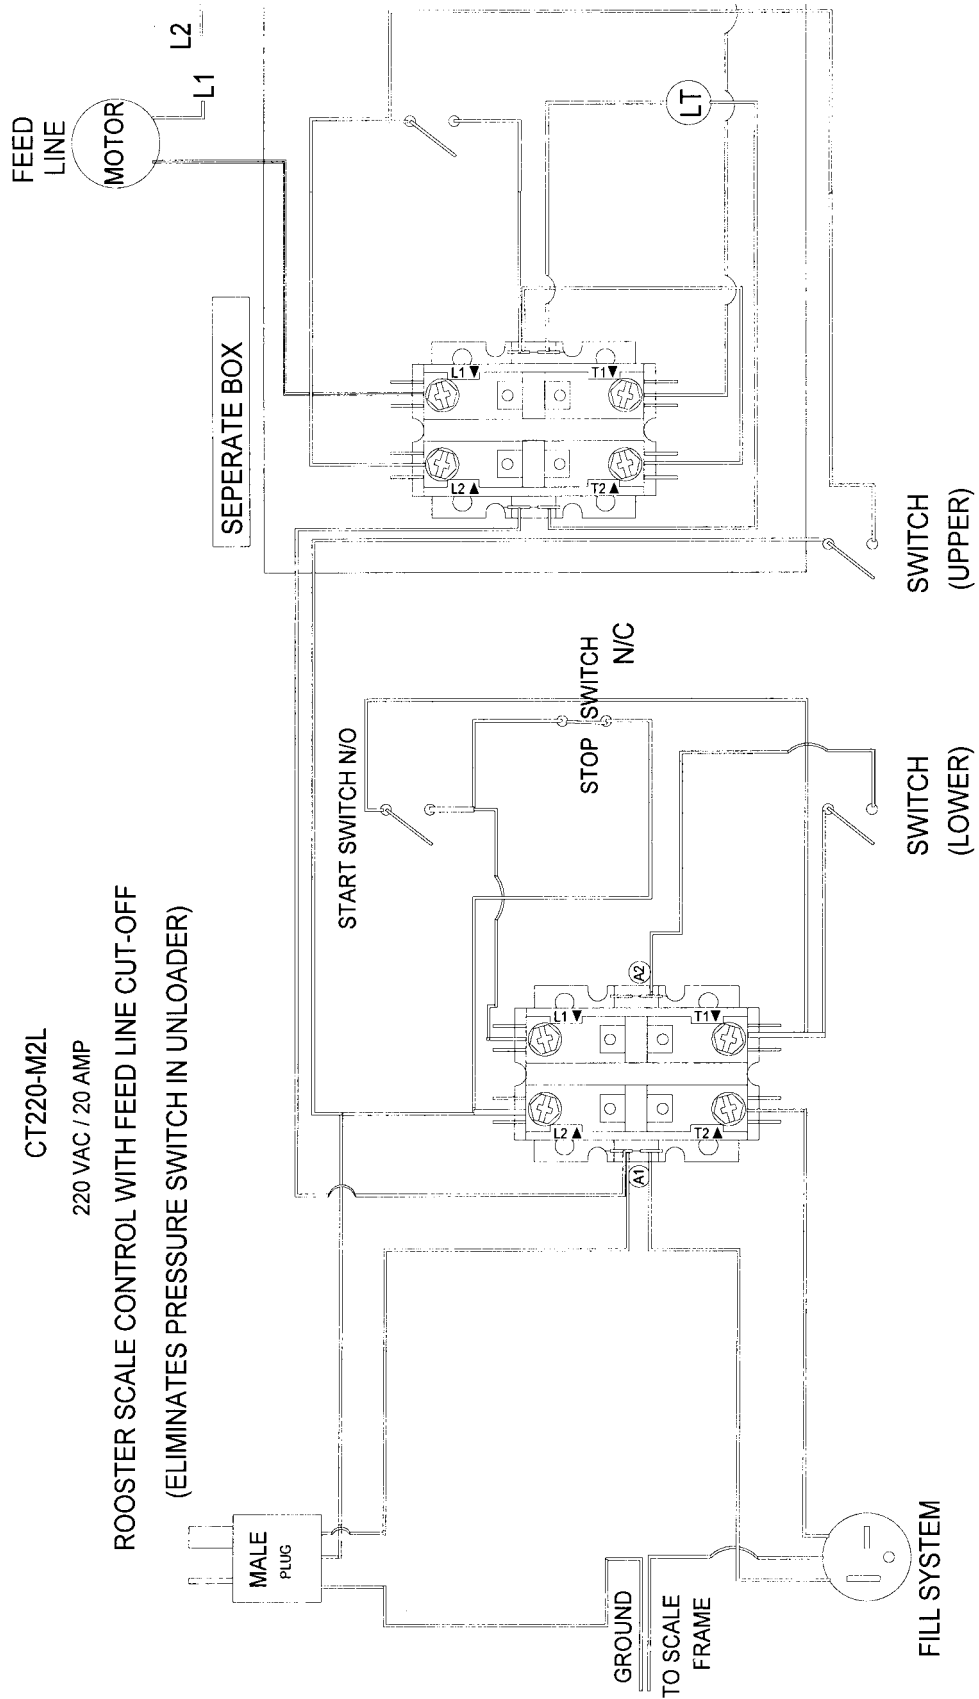 CT220-M2L
220 VAC / 20 AMP
ROOSTER SCALE CONTROL WITH FEED LINE CUT-OFF
(ELIMINATES PRESSURE SWITCH IN UNLOADER)
MALE
PLUG
GROUND
TO SCALE
FRAME
FILL SYSTEM
START SWITCH N/O
STOP SWITCH
N/C
L2
L1
A1
A2
T2
T1
SWITCH
(LOWER)
SWITCH
(UPPER)
SEPERATE BOX
L2
L1
T2
T1
FEED
LINE
MOTOR
L1
L2
LT